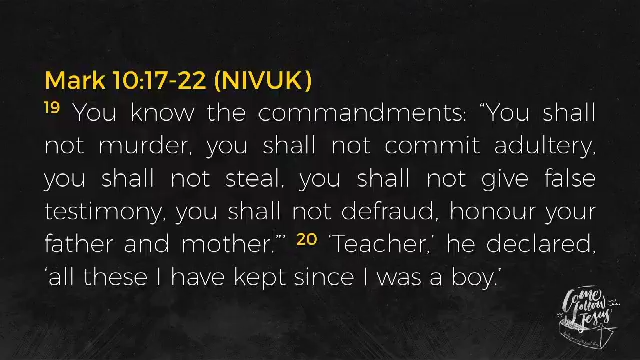 Mark 10:17-22 (NIVUK)
19 You know the commandments: “You shall
not murder, you shall not commit adultery,
you shall not steal, you shall not give false
testimony, you shall not defraud, honour your
father and mother.”’ 20 ‘Teacher,’ he declared,
‘all these I have kept since I was a boy.’
Come
Follow
Jesus